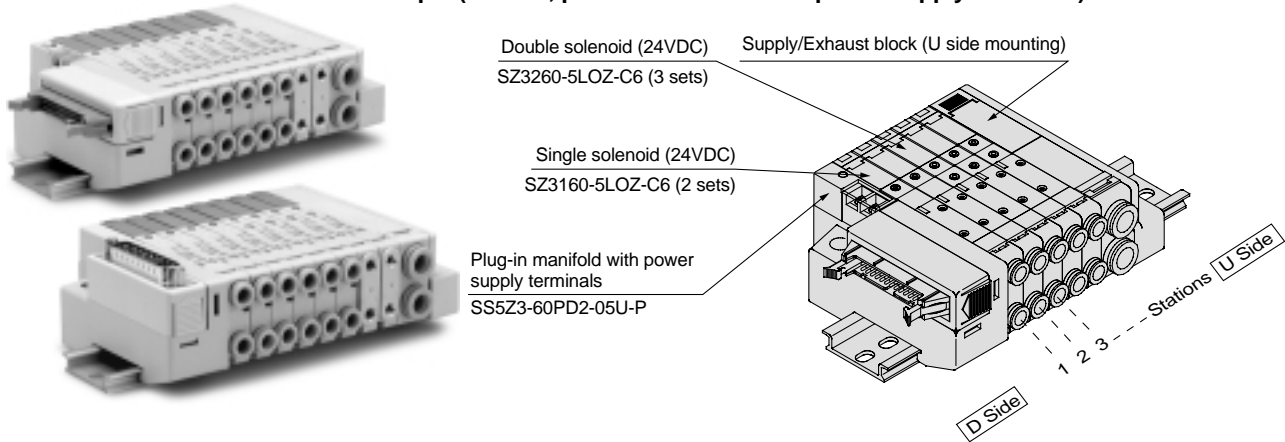 Double solenoid (24VDC)
SZ3260-5LOZ-C6 (3 sets)
Supply/Exhaust block (U side mounting)
Single solenoid (24VDC)
SZ3160-5LOZ-C6 (2 sets)
Plug-in manifold with power
supply terminals
SS5Z3-60PD2-05U-P
1 2 3 Stations U Side
D Side